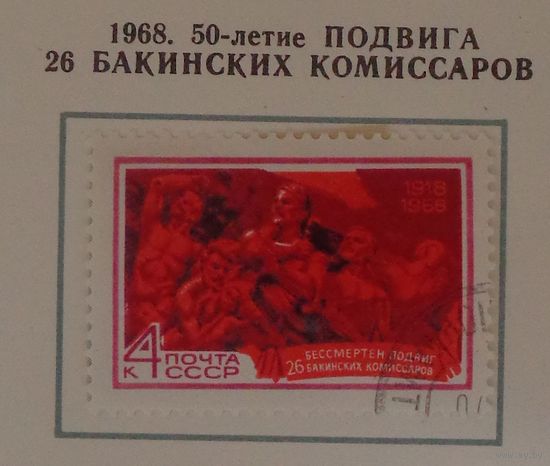 1968. 50-летие ПОДВИГА
26 БАКИНСКИХ КОМИССАРОВ
1918
1968
4 К
ПОЧТА
СССР
БЕССМЕРТЕН ПОДВИГ
26 БАКИНСКИХ КОМИССАРОВ